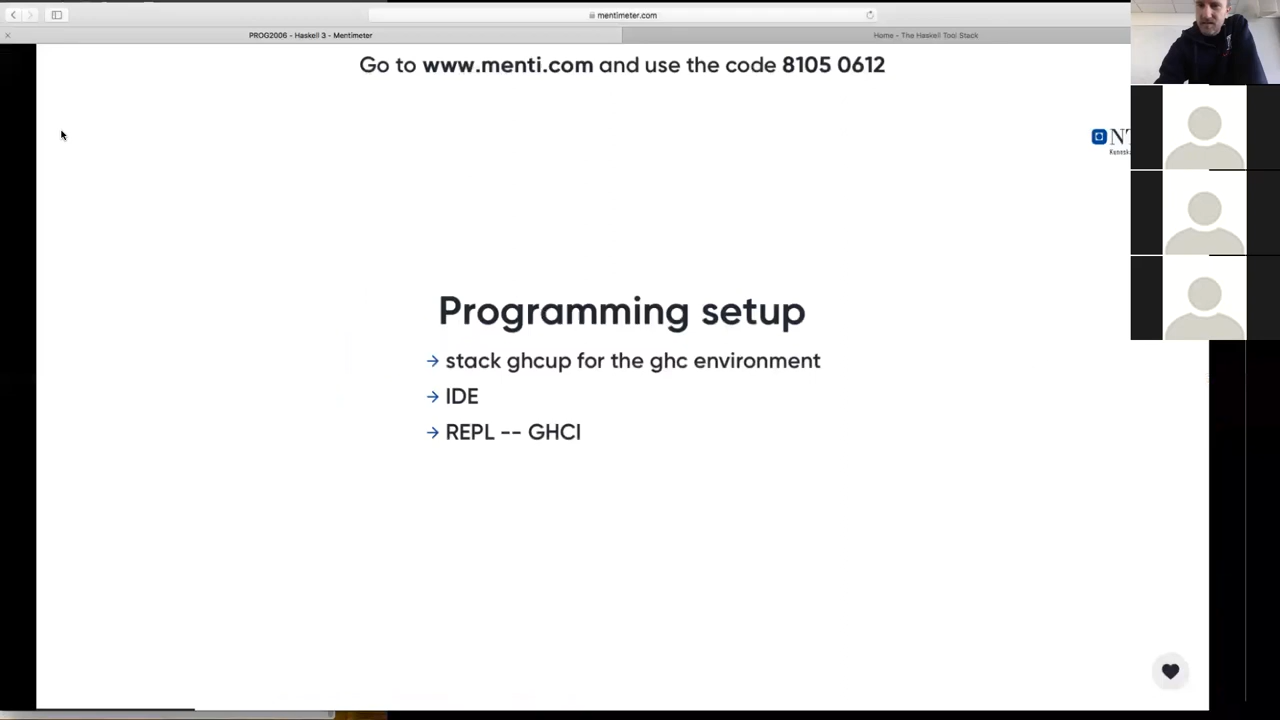 mentimeter.com
PROG2006 - Haskell 3 - Mentimeter
Home - The Haskell Tool Stack
Go to www.menti.com and use the code 8105 0612
Programming setup
→ stack ghcup for the ghc environment
→ IDE
→ REPL -- GHCI